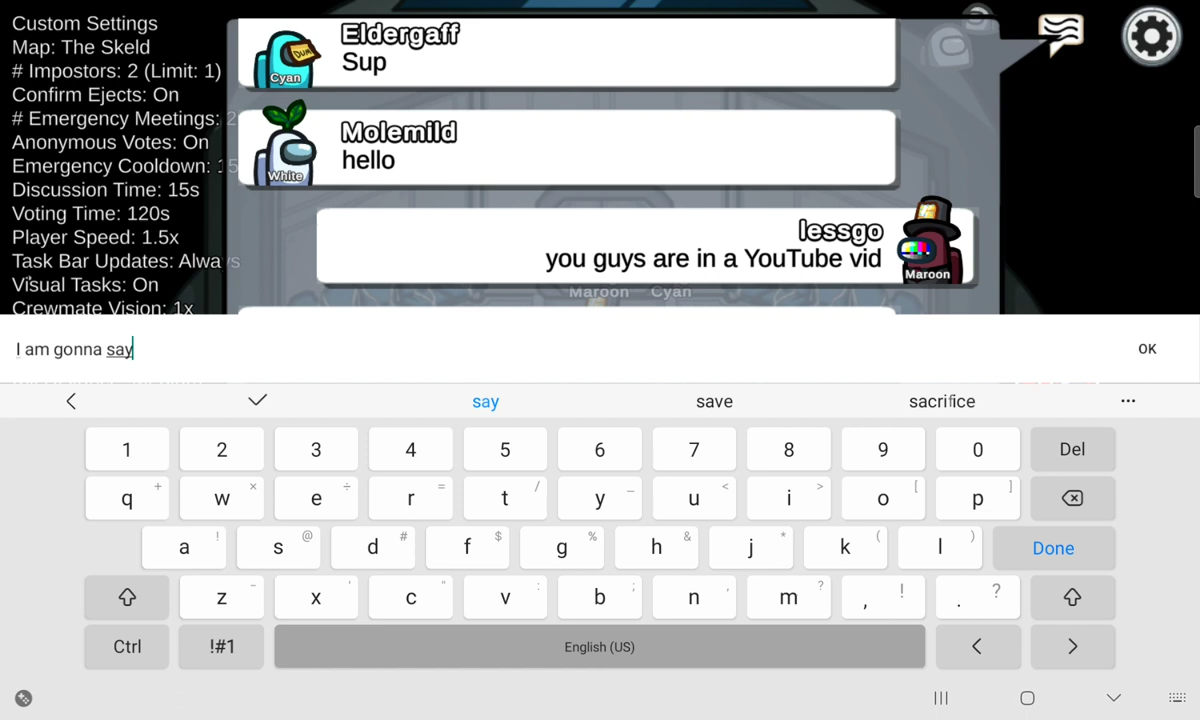 Custom Settings
Map: The Skeld
# Impostors: 2 (Limit: 1)
Confirm Ejects: On
# Emergency Meetings: 2
Anonymous Votes: On
Emergency Cooldown: 15
Discussion Time: 15s
Voting Time: 120s
Player Speed: 1.5x
Task Bar Updates: Always
Visual Tasks: On
Crewmate Vision: 1x
Eldergaff
Sup
DUM
Cyan
Molemild
hello
White
lessgo
you guys are in a YouTube vid
Maroon
Maroon Cyan
I am gonna say
OK
say save sacrifice
1 2 3 4 5 6 7 8 9 0 Del
q + w × e ÷ r = t / y _ u < i > o [ p ]
a ! s @ d # f $ g % h & j * k ( l ) Done
z - x ' c " v : b ; n , m ? , ! . ?
Ctrl !#1 English (US) < >